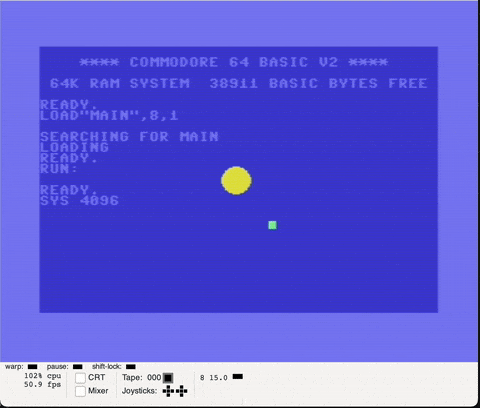 **** COMMODORE 64 BASIC V2 ****
64K RAM SYSTEM 38911 BASIC BYTES FREE
READY.
LOAD"MAIN",8,1
SEARCHING FOR MAIN
LOADING
READY.
RUN:
READY.
SYS 4096
warp: pause: shift-lock:
102% cpu
50.9 fps
CRT
Mixer
Tape: 000
Joysticks:
8 15.0